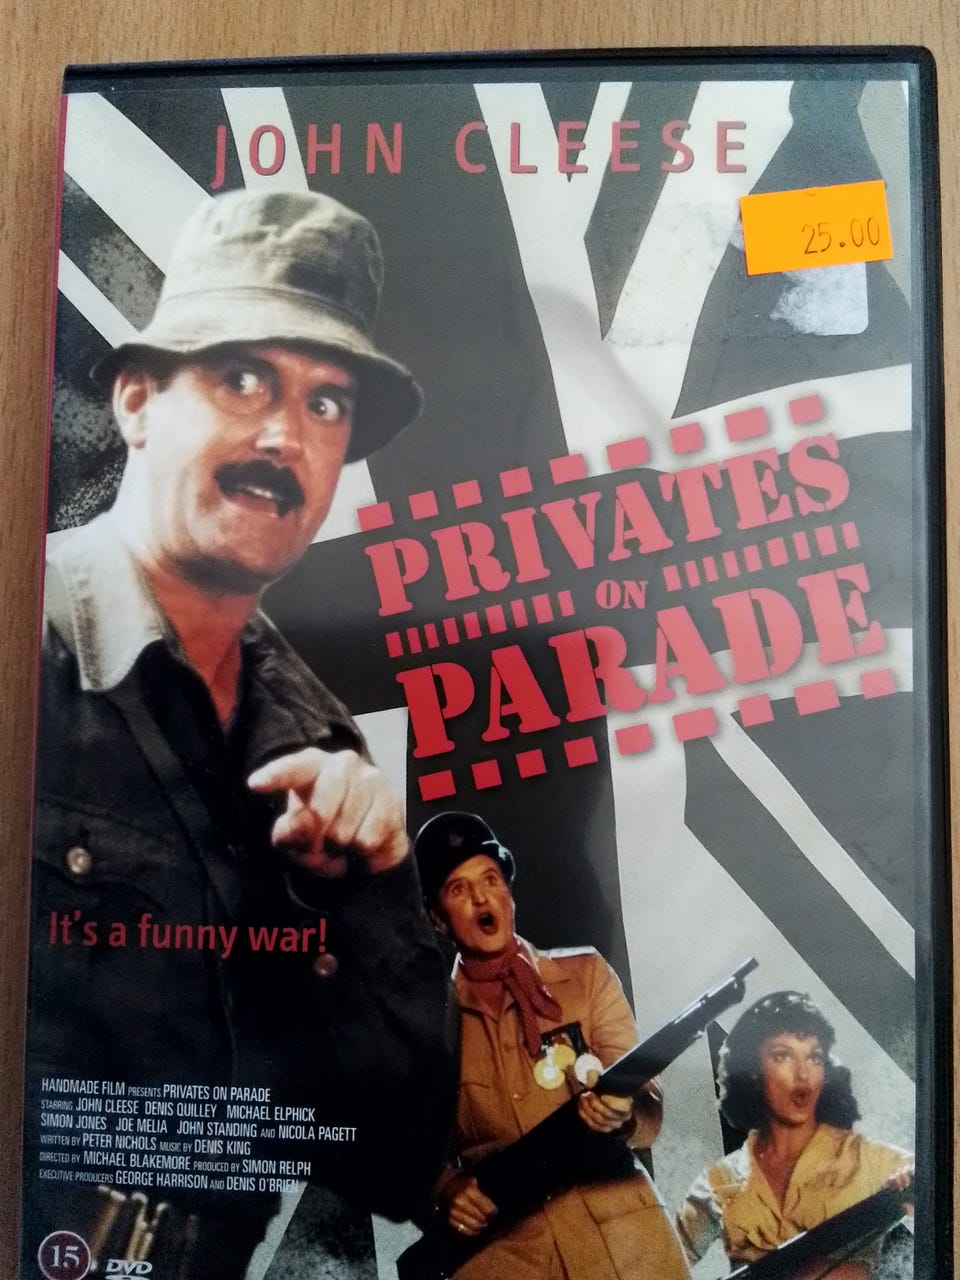 JOHN CLEESE
25.00
PRIVATES
ON
PARADE
It's a funny war!
HANDMADE FILM PRESENTS PRIVATES ON PARADE
STARRING JOHN CLEESE DENIS QUILLEY MICHAEL ELPHICK
SIMON JONES JOE MELIA JOHN STANDING AND NICOLA PAGETT
WRITTEN BY PETER NICHOLS MUSIC BY DENIS KING
DIRECTED BY MICHAEL BLAKEMORE PRODUCED BY SIMON RELPH
EXECUTIVE PRODUCERS GEORGE HARRISON AND DENIS O'BRIEN
15
DVD